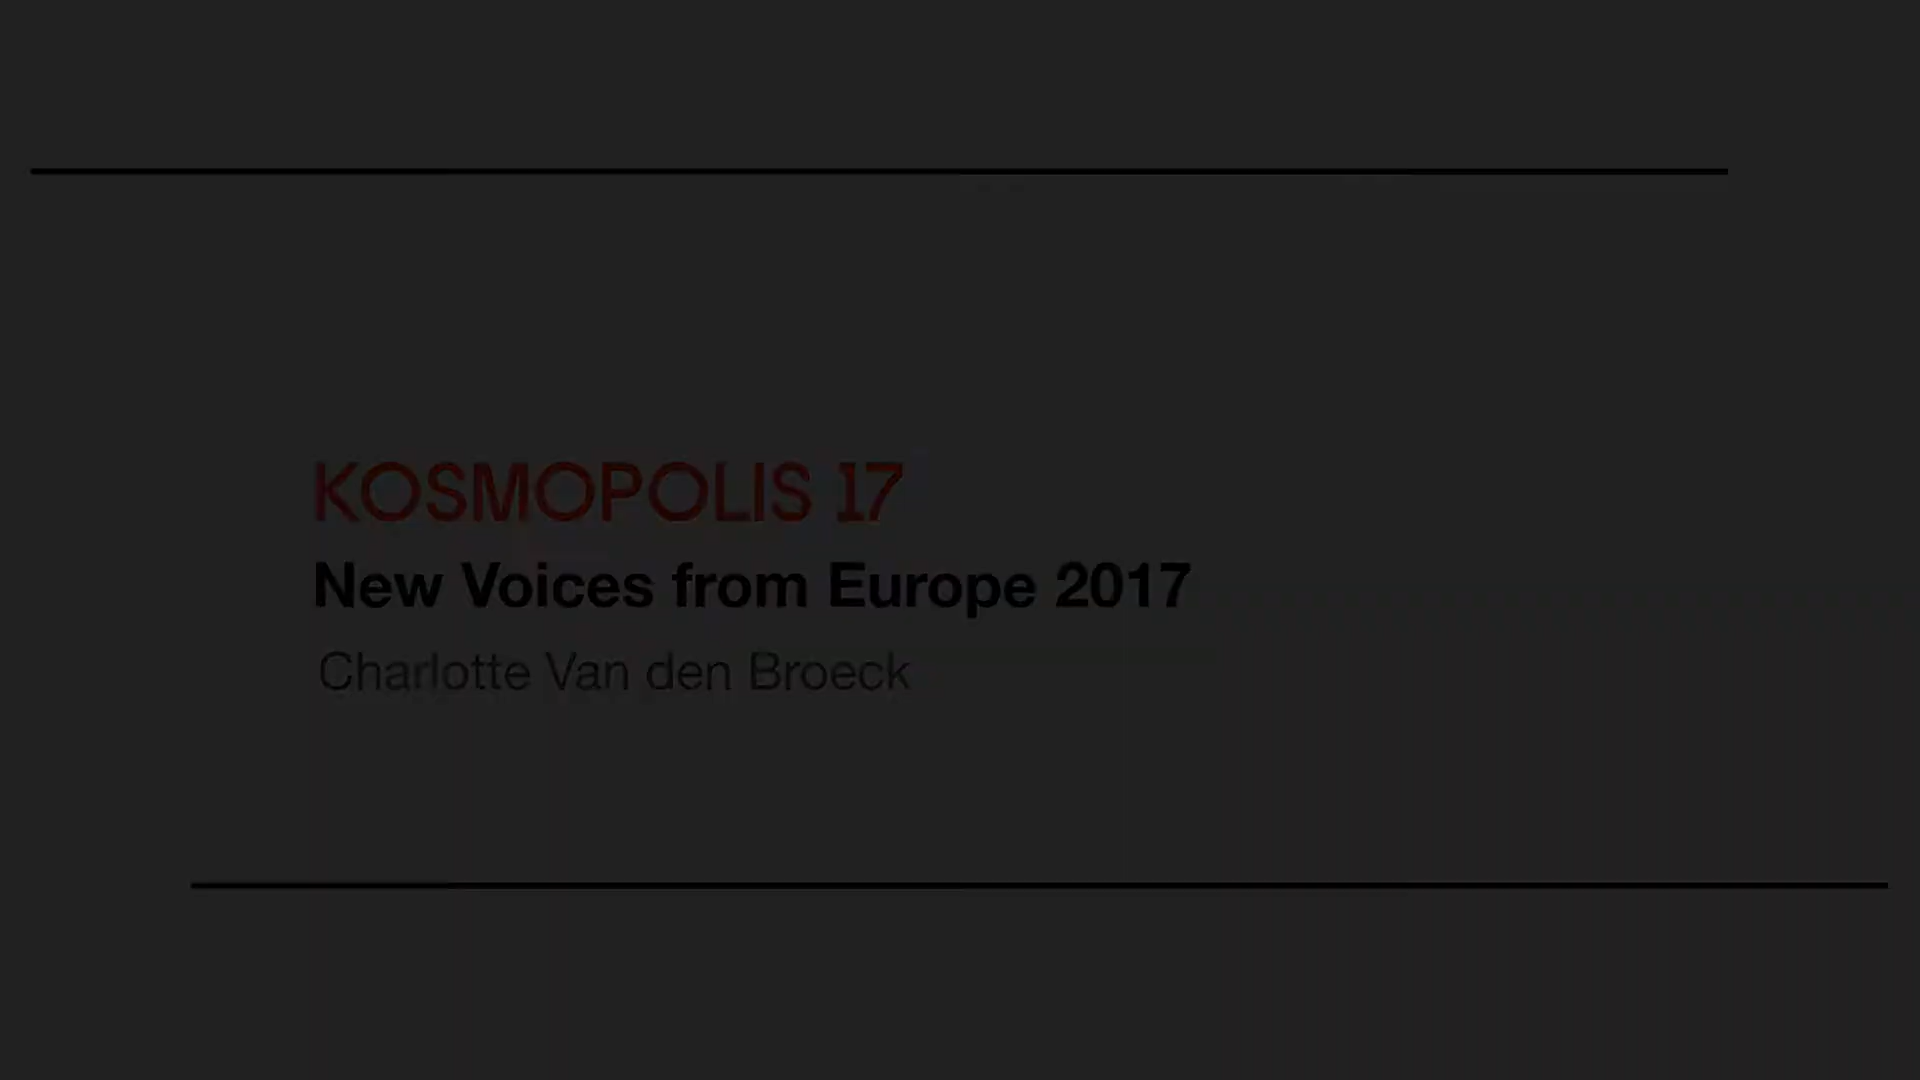 KOSMOPOLIS 17
New Voices from Europe 2017
Charlotte Van den Broeck